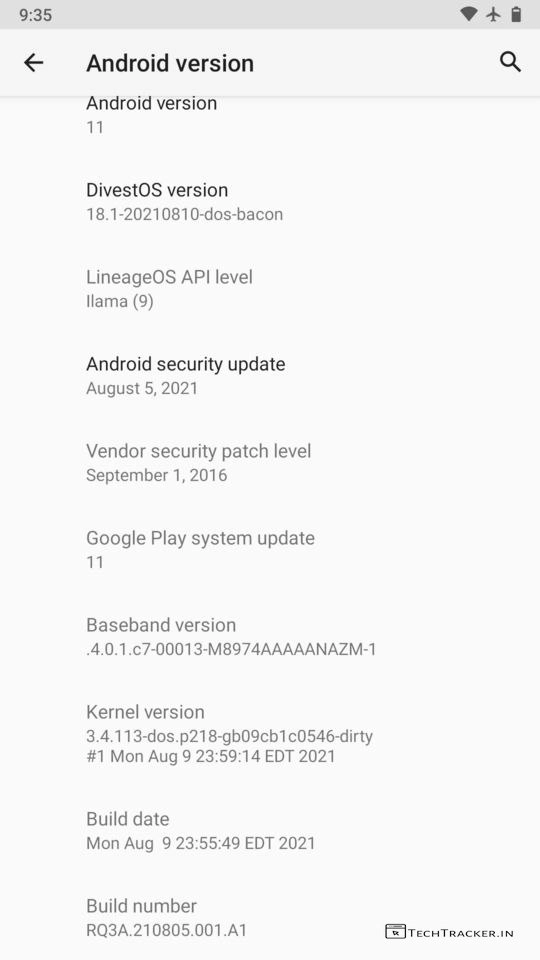 9:35
Android version
Android version
11
DivestOS version
18.1-20210810-dos-bacon
LineageOS API level
llama (9)
Android security update
August 5, 2021
Vendor security patch level
September 1, 2016
Google Play system update
11
Baseband version
.4.0.1.c7-00013-M8974AAAAANAZM-1
Kernel version
3.4.113-dos.p218-gb09cb1c0546-dirty
#1 Mon Aug 9 23:59:14 EDT 2021
Build date
Mon Aug  9 23:55:49 EDT 2021
Build number
RQ3A.210805.001.A1
TECHTRACKER.IN